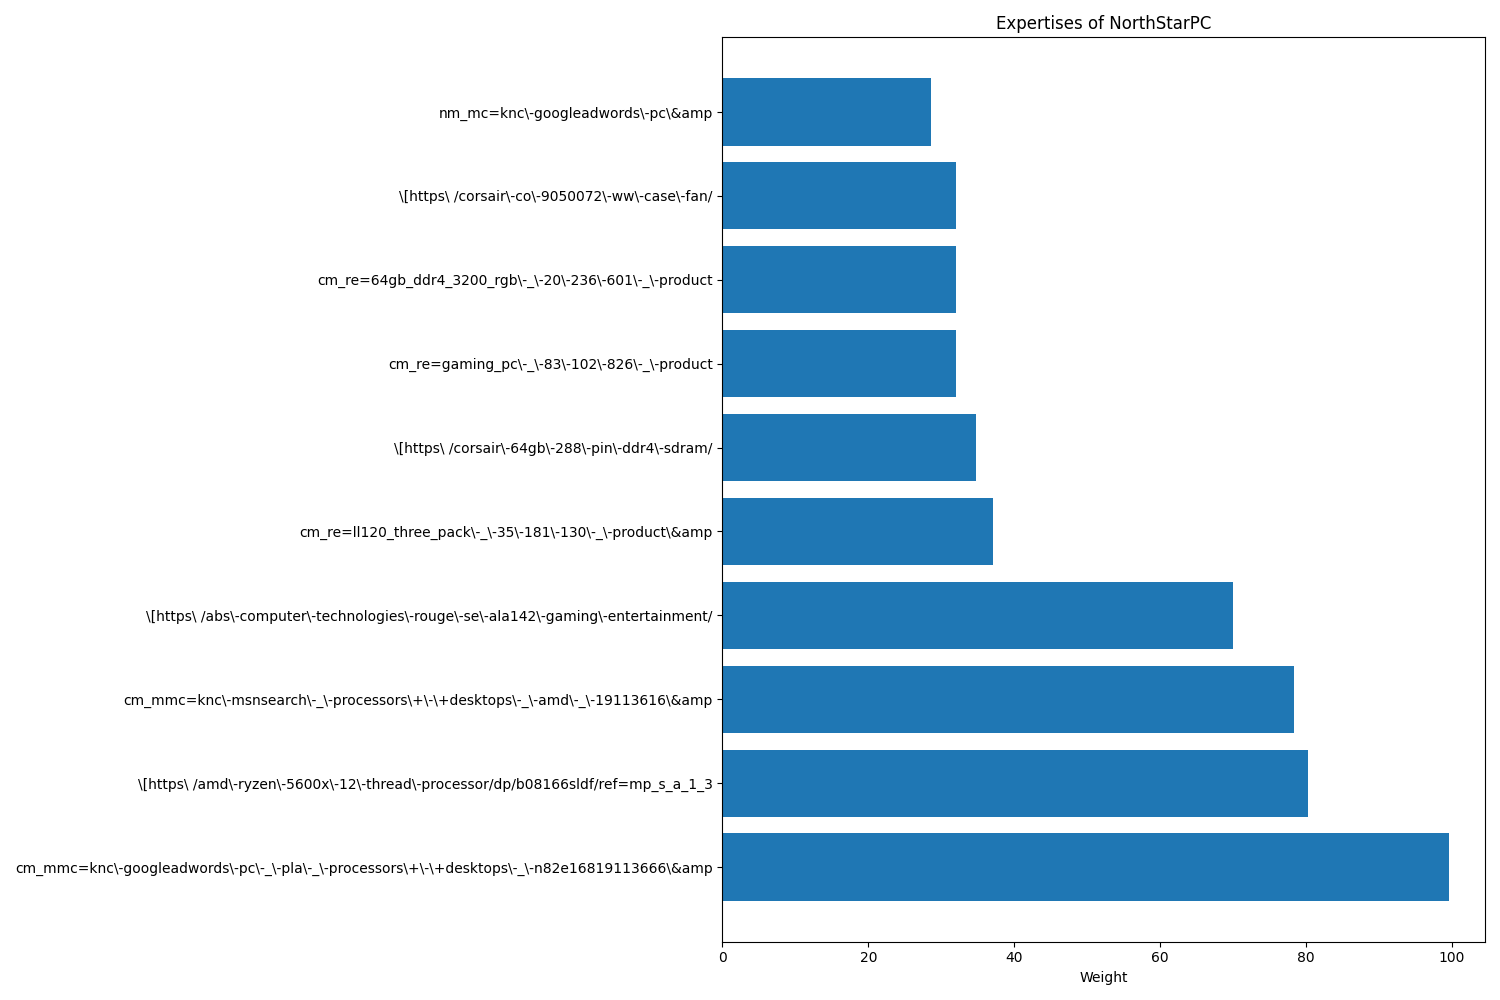 Expertises of NorthStarPC
nm_mc=knc\-googleadwords\-pc\&amp
\[https\ /corsair\-co\-9050072\-ww\-case\-fan/
cm_re=64gb_ddr4_3200_rgb\-_\-20\-236\-601\-_\-product
cm_re=gaming_pc\-_\-83\-102\-826\-_\-product
\[https\ /corsair\-64gb\-288\-pin\-ddr4\-sdram/
cm_re=ll120_three_pack\-_\-35\-181\-130\-_\-product\&amp
\[https\ /abs\-computer\-technologies\-rouge\-se\-ala142\-gaming\-entertainment/
cm_mmc=knc\-msnsearch\-_\-processors\+\-\+desktops\-_\-amd\-_\-19113616\&amp
\[https\ /amd\-ryzen\-5600x\-12\-thread\-processor/dp/b08166sldf/ref=mp_s_a_1_3
cm_mmc=knc\-googleadwords\-pc\-_\-pla\-_\-processors\+\-\+desktops\-_\-n82e16819113666\&amp
0 20 40 60 80 100
Weight